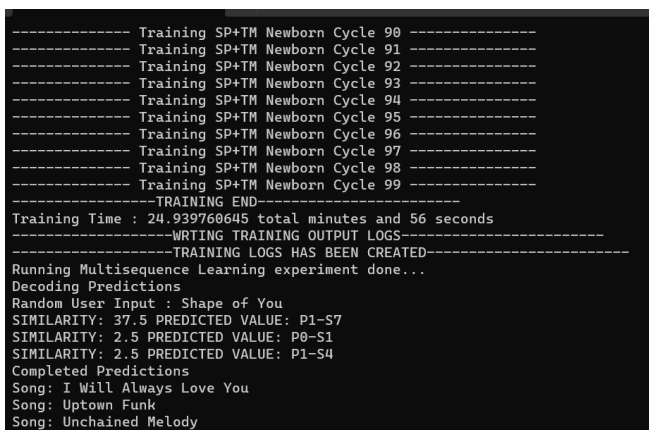 -------------- Training SP+TM Newborn Cycle 90 ---------------
-------------- Training SP+TM Newborn Cycle 91 ---------------
-------------- Training SP+TM Newborn Cycle 92 ---------------
-------------- Training SP+TM Newborn Cycle 93 ---------------
-------------- Training SP+TM Newborn Cycle 94 ---------------
-------------- Training SP+TM Newborn Cycle 95 ---------------
-------------- Training SP+TM Newborn Cycle 96 ---------------
-------------- Training SP+TM Newborn Cycle 97 ---------------
-------------- Training SP+TM Newborn Cycle 98 ---------------
-------------- Training SP+TM Newborn Cycle 99 ---------------
-----------------TRAINING END------------------------
Training Time : 24.939760645 total minutes and 56 seconds
-------------------WRTING TRAINING OUTPUT LOGS------------------------
-------------------TRAINING LOGS HAS BEEN CREATED------------------------
Running Multisequence Learning experiment done...
Decoding Predictions
Random User Input : Shape of You
SIMILARITY: 37.5 PREDICTED VALUE: P1-S7
SIMILARITY: 2.5 PREDICTED VALUE: P0-S1
SIMILARITY: 2.5 PREDICTED VALUE: P1-S4
Completed Predictions
Song: I Will Always Love You
Song: Uptown Funk
Song: Unchained Melody